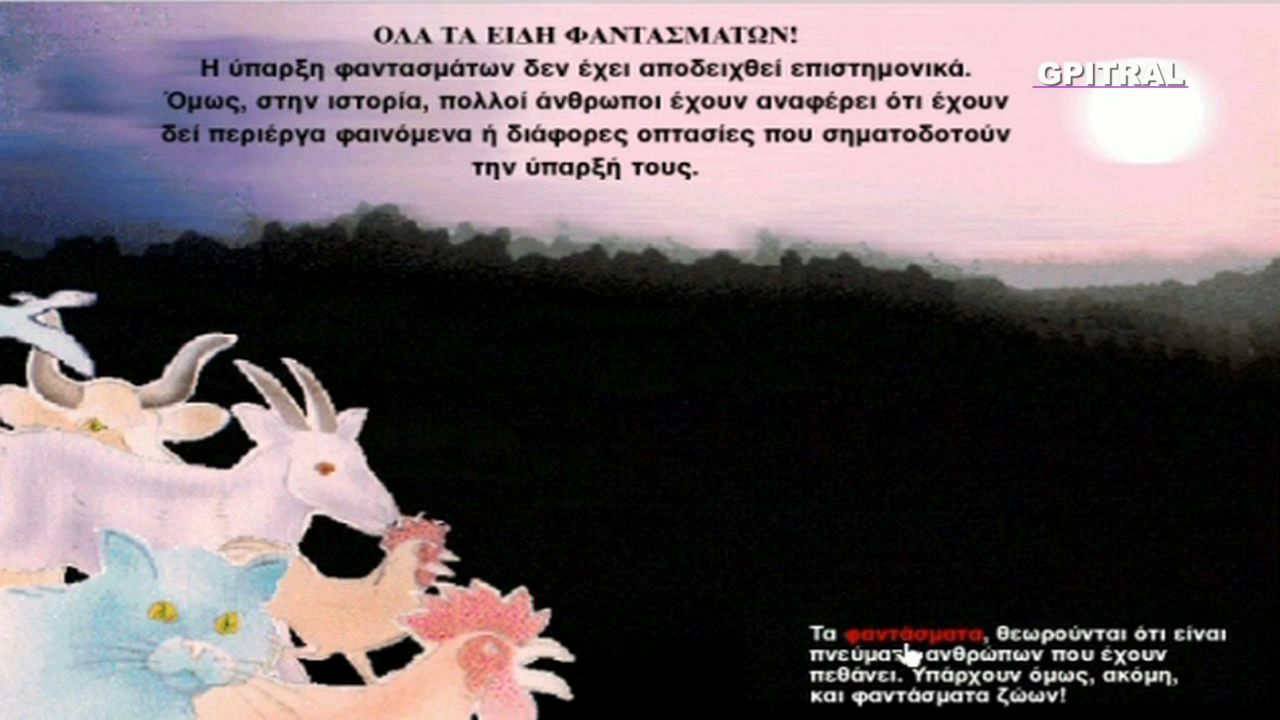 ΟΛΑ ΤΑ ΕΙΔΗ ΦΑΝΤΑΣΜΑΤΩΝ!
Η ύπαρξη φαντασμάτων δεν έχει αποδειχθεί επιστημονικά.
Όμως, στην ιστορία, πολλοί άνθρωποι έχουν αναφέρει ότι έχουν
δεί περιέργα φαινόμενα ή διάφορες οπτασίες που σηματοδοτούν
την ύπαρξή τους.
GPITRAL
Τα φαντάσματα, θεωρούνται ότι είναι
πνεύματα ανθρώπων που έχουν
πεθάνει. Υπάρχουν όμως, ακόμη,
και φαντάσματα ζώων!